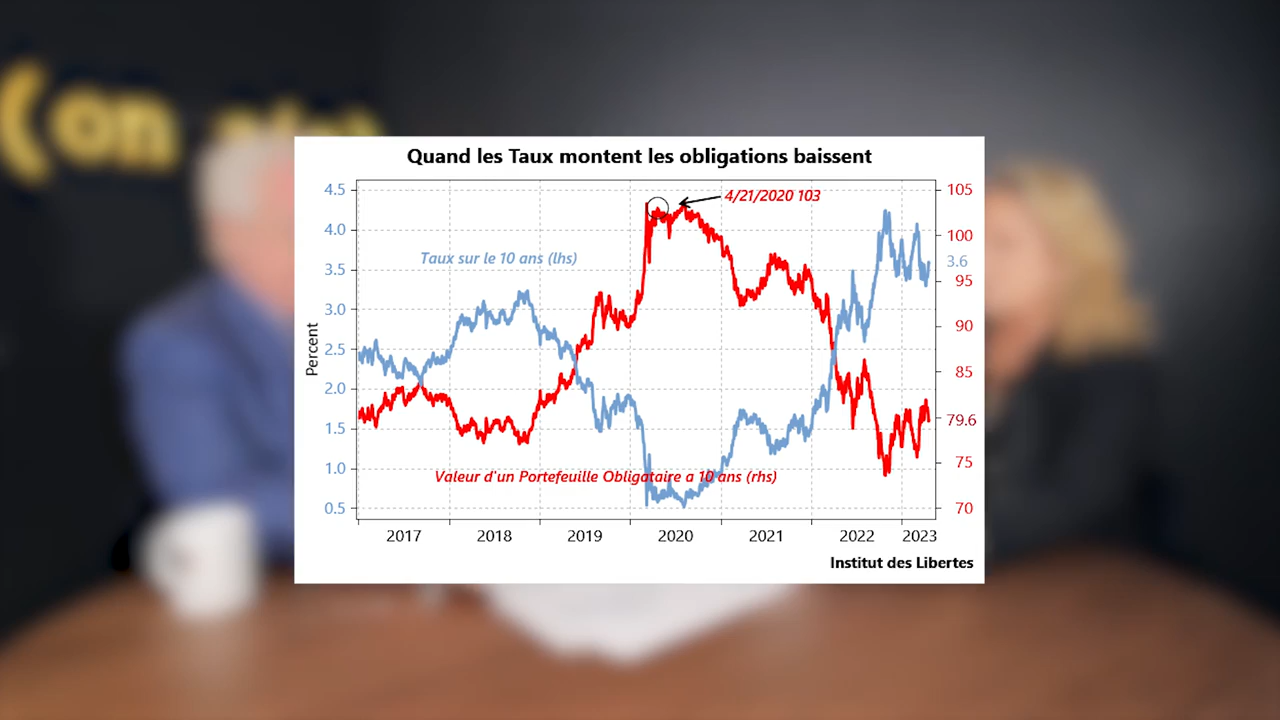 on
Quand les Taux montent les obligations baissent
4.5
4.0
3.5
3.0
2.5
2.0
1.5
1.0
0.5
Percent
105
100
3.6
95
90
85
79.6
75
70
4/21/2020 103
Taux sur le 10 ans (lhs)
Valeur d'un Portefeuille Obligataire a 10 ans (rhs)
2017 2018 2019 2020 2021 2022 2023
Institut des Libertes